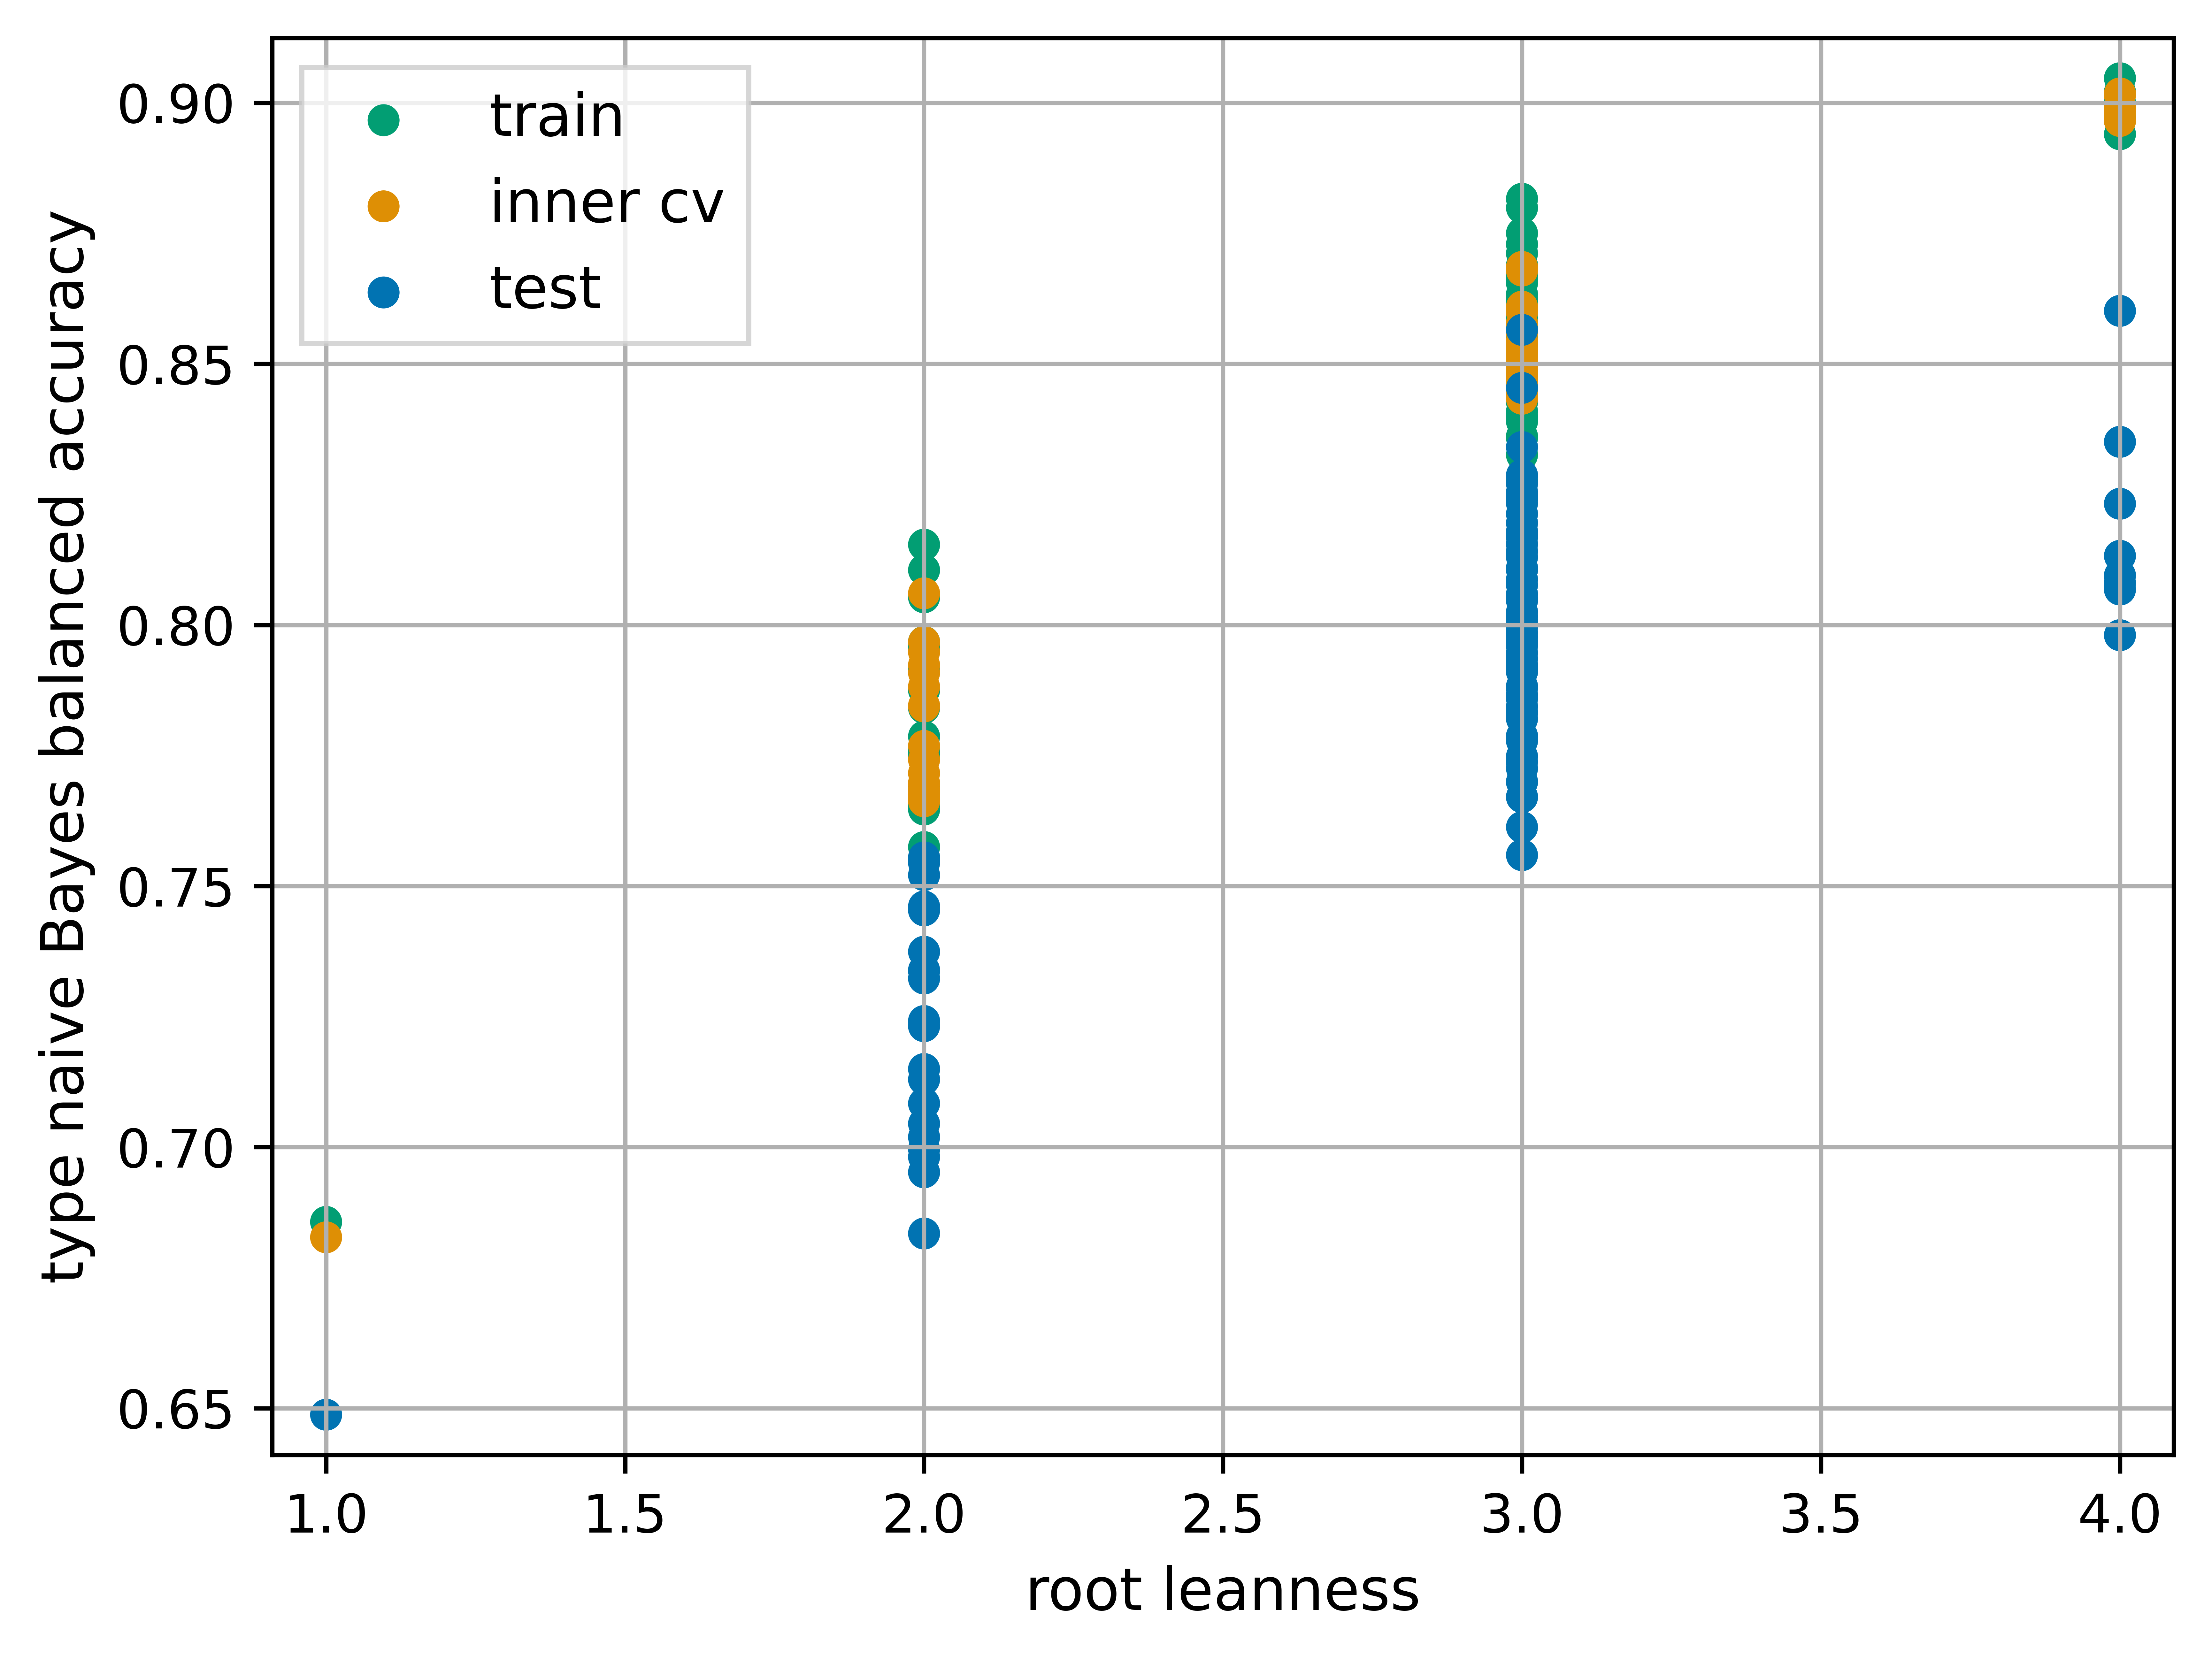 train
inner cv
test
0.90
0.85
0.80
0.75
0.70
0.65
type naive Bayes balanced accuracy
1.0
1.5
2.0
2.5
3.0
3.5
4.0
root leanness